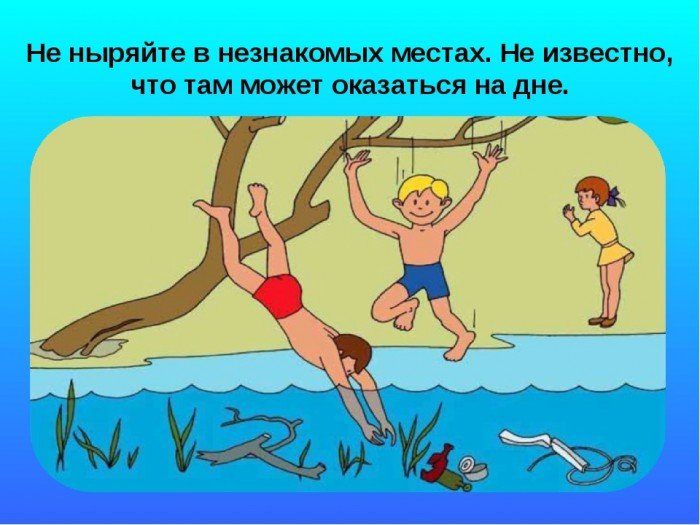 Не ныряйте в незнакомых местах. Не известно,
что там может оказаться на дне.